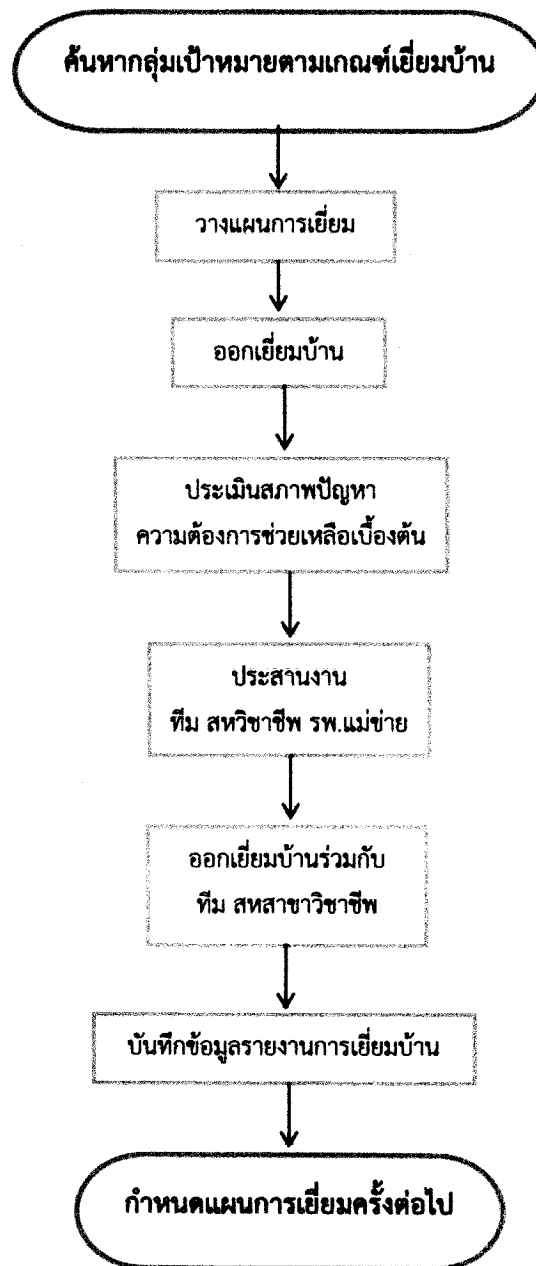 ค้นหากลุ่มเป้าหมายตามเกณฑ์เยี่ยมบ้าน
วางแผนการเยี่ยม
ออกเยี่ยมบ้าน
ประเมินสภาพปัญหา
ความต้องการช่วยเหลือเบื้องต้น
ประสานงาน
ทีม สหวิชาชีพ รพ.แม่ข่าย
ออกเยี่ยมบ้านร่วมกับ
ทีม สหสาขาวิชาชีพ
บันทึกข้อมูลรายงานการเยี่ยมบ้าน
กำหนดแผนการเยี่ยมครั้งต่อไป